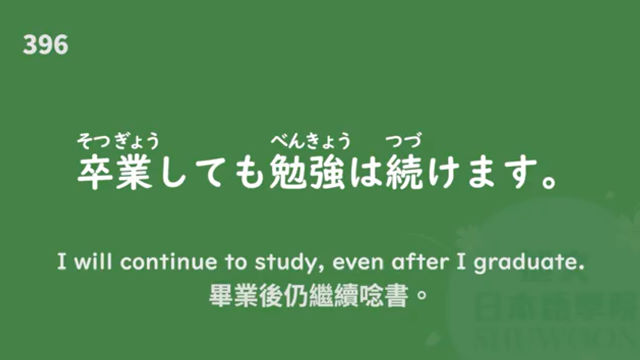 396
そつぎょう べんきょう つづ
卒業しても勉強は続けます。
I will continue to study, even after I graduate.
畢業後仍繼續唸書。
日本語學院
SHUWOON